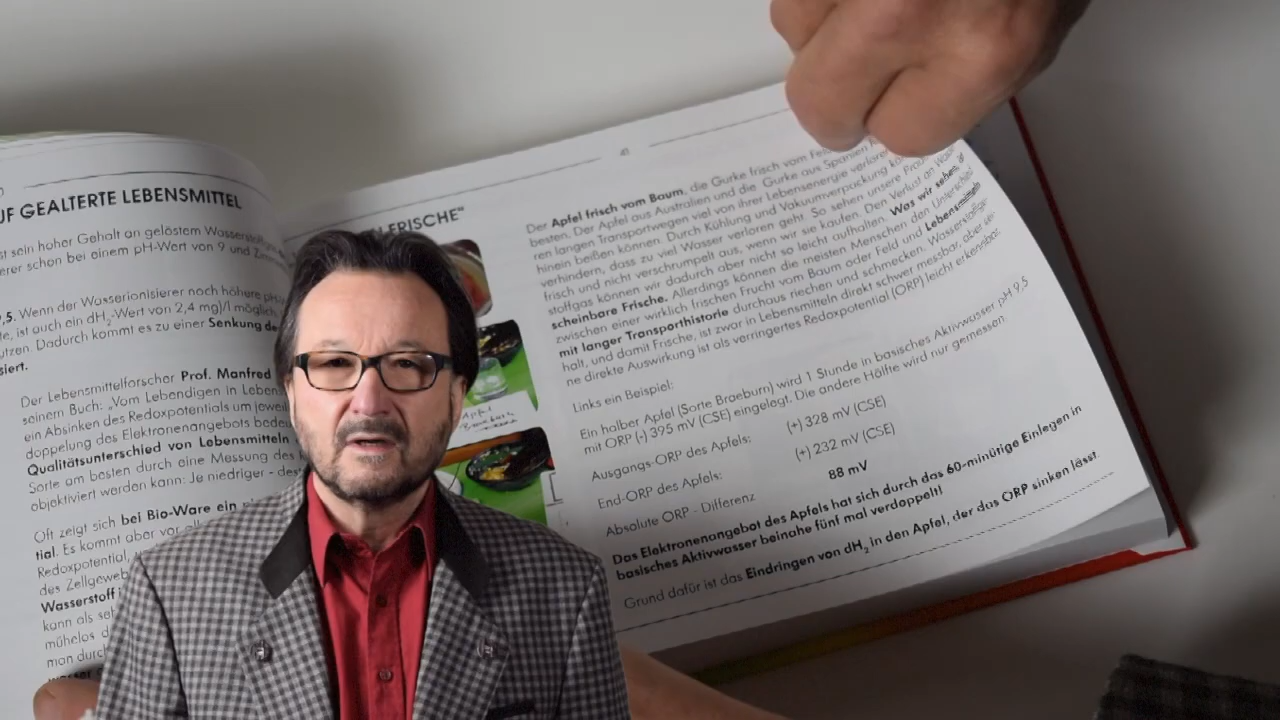 UF GEALTERTE LEBENSMITTEL
st sein hoher Gehalt an gelöstem Wasserstoff
erer schon bei einem pH-Wert von 9 und
,5. Wenn der Wasserionisierer noch höhere pH-
e, ist auch ein dH₂-Wert von 2,4 mg)/l möglich
utzen. Dadurch kommt es zu einer Senkung de
siert.
Der Lebensmittelforscher Prof. Manfred
seinem Buch: „Vom Lebendigen in Leben
ein Absinken des Redoxpotentials um jeweil
doppelung des Elektronenangebots bedeu
Qualitätsunterschied von Lebensmitteln
Sorte am besten durch eine Messung des
objektiviert werden kann: Je niedriger - des
Oft zeigt sich bei Bio-Ware ein
tial. Es kommt aber vor all
Redoxpotential,
des Zellgeweb
Wasserstoff i
kann als sel
mühelos d
man durc
41
N FRISCHE"
Apfel
Braeburn
Der Apfel frisch vom Baum, die Gurke frisch vom Feld
besten. Der Apfel aus Australien und die Gurke aus Spanien
ren langen Transportwegen viel von ihrer Lebensenergie verloren
hinein beißen können. Durch Kühlung und Vakuumverpackung
verhindern, dass zu viel Wasser verloren geht. So sehen unsere
frisch und nicht verschrumpelt aus, wenn wir sie kaufen. Den Verlust an
stoffgas können wir dadurch aber nicht so leicht aufhalten. Was wir sehen, ist
scheinbare Frische. Allerdings können die meisten Menschen den Unterschied
zwischen einer wirklich frischen Frucht vom Baum oder Feld und Lebensmitteln
mit langer Transporthistorie durchaus riechen und schmecken. Wasserstoffge-
halt, und damit Frische, ist zwar in Lebensmitteln direkt schwer messbar, aber sei-
ne direkte Auswirkung ist als verringertes Redoxpotential (ORP) leicht erkennbar.
Links ein Beispiel:
Ein halber Apfel (Sorte Braeburn) wird 1 Stunde in basisches Aktivwasser pH 9,5
mit ORP (-) 395 mV (CSE) eingelegt. Die andere Hälfte wird nur gemessen
Ausgangs-ORP des Apfels: (+) 328 mV (CSE)
End-ORP des Apfels: (+) 232 mV (CSE)
Absolute ORP - Differenz 88 mV
Das Elektronenangebot des Apfels hat sich durch das 60-minütige Einlegen in
basisches Aktivwasser beinahe fünf mal verdoppelt!
Grund dafür ist das Eindringen von dH₂ in den Apfel, der das ORP sinken lässt.